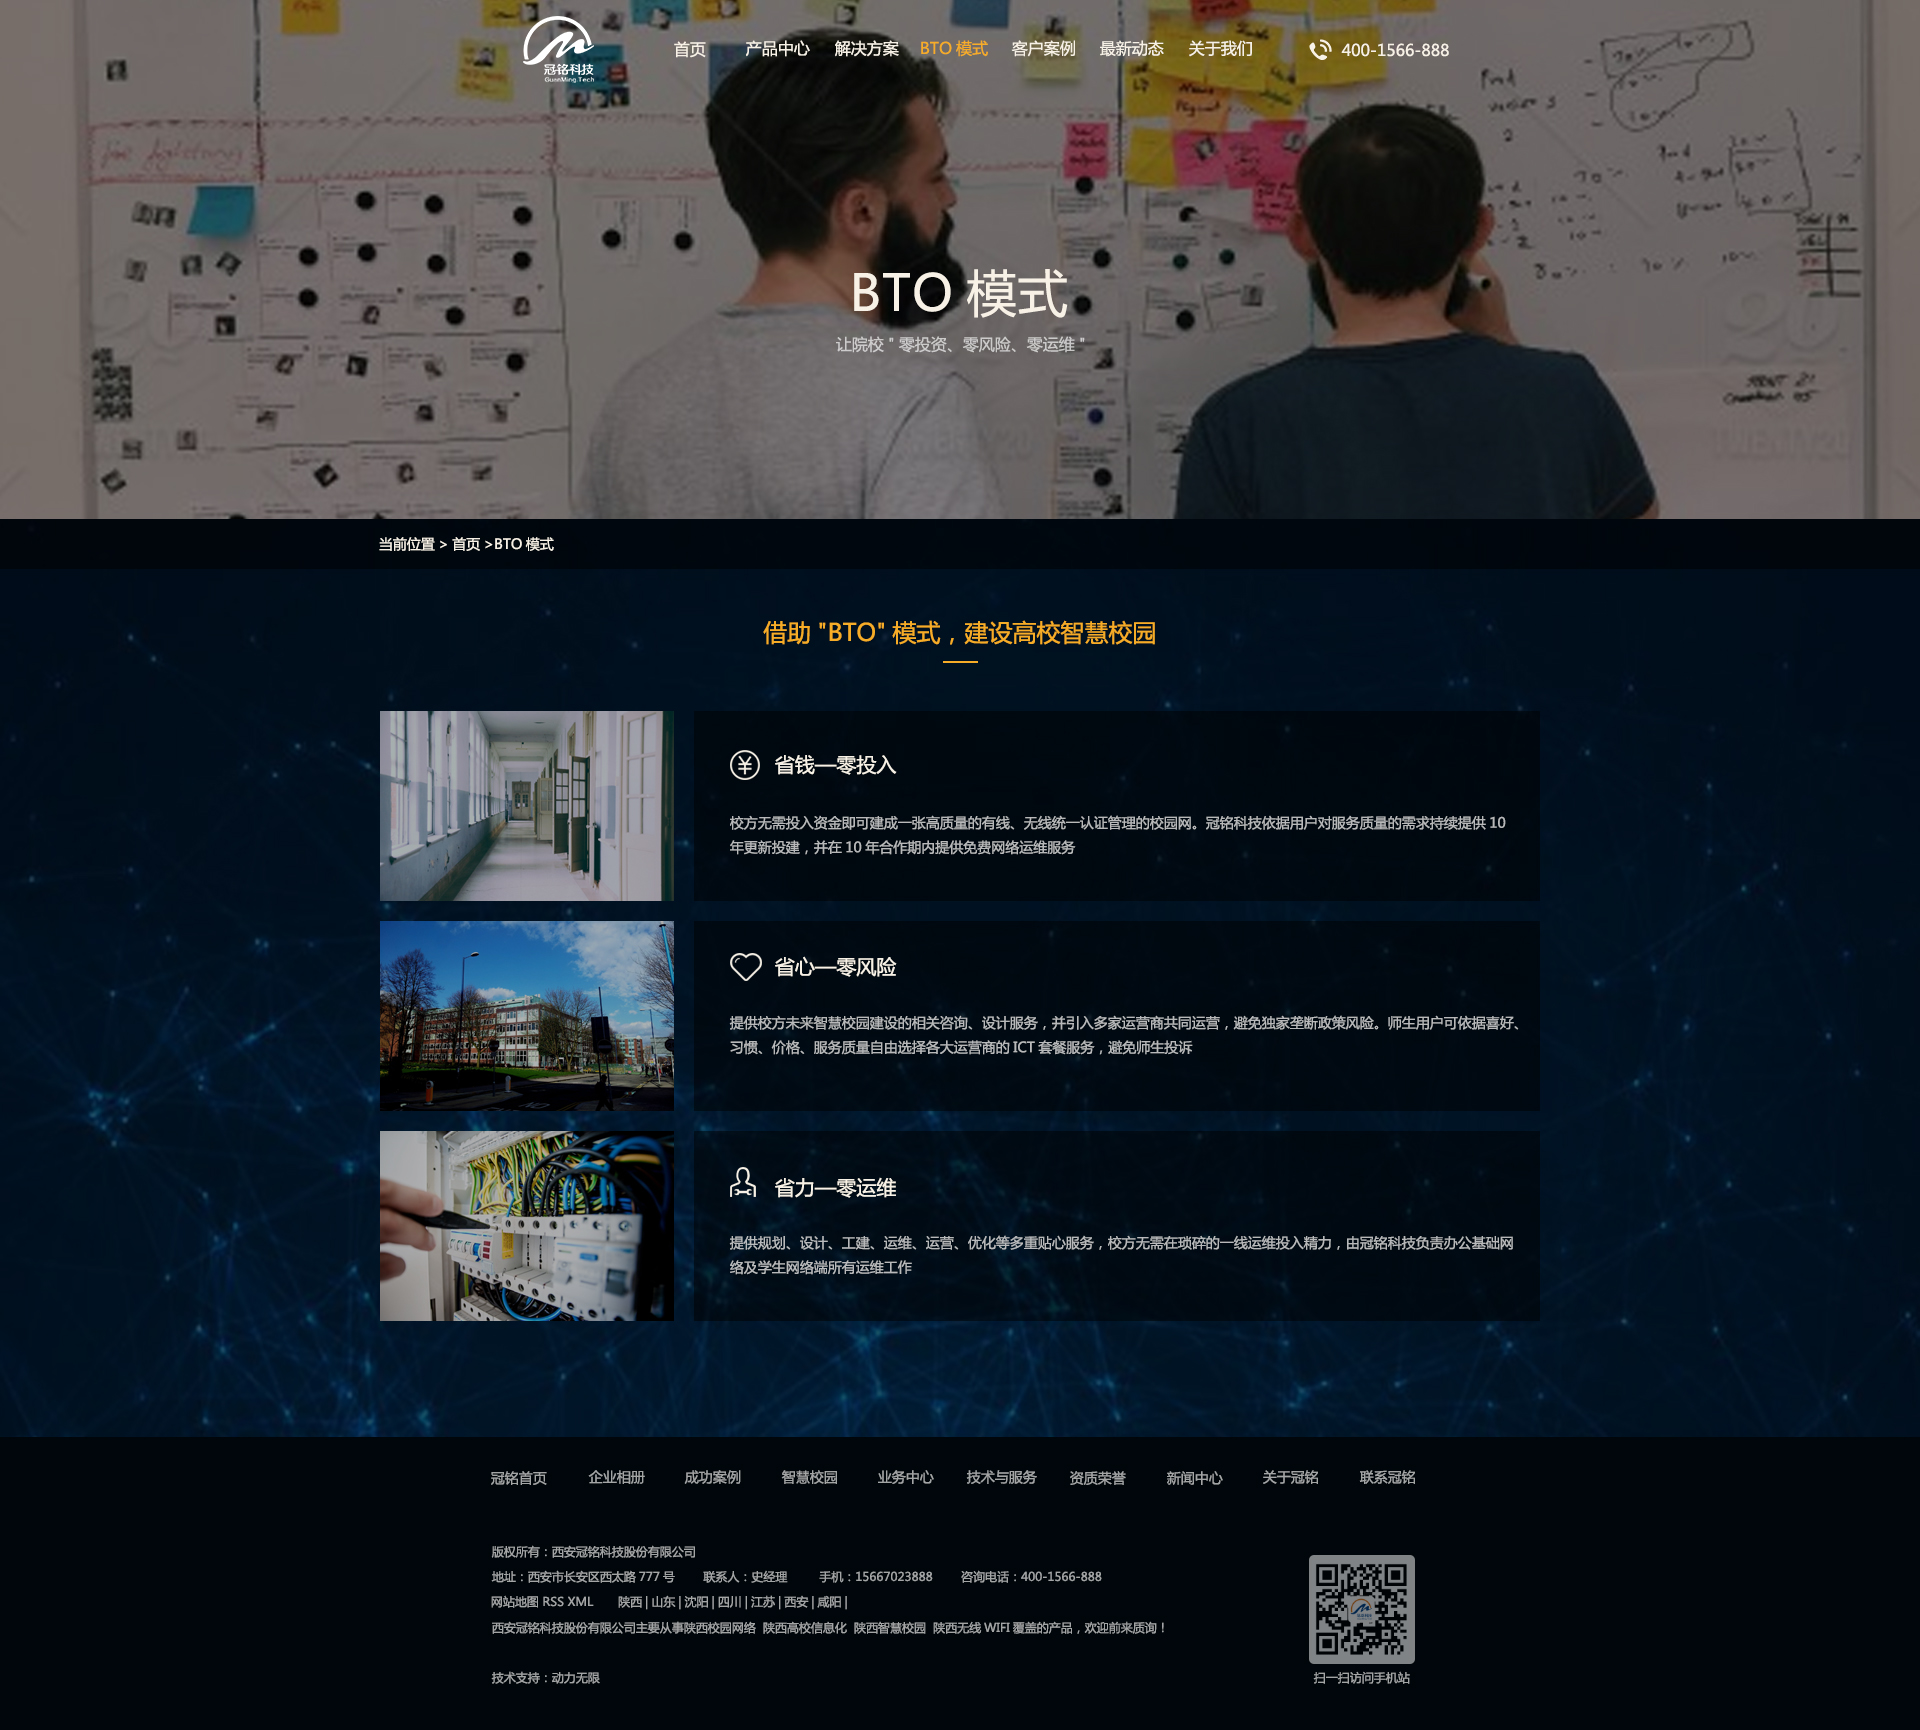 冠铭科技
GuanMing.Tech
首页 产品中心 解决方案 BTO 模式 客户案例 最新动态 关于我们 400-1566-888
BTO 模式
让院校 " 零投资、零风险、零运维 "
当前位置 > 首页 >BTO 模式
借助 "BTO" 模式，建设高校智慧校园
省钱—零投入
校方无需投入资金即可建成一张高质量的有线、无线统一认证管理的校园网。冠铭科技依据用户对服务质量的需求持续提供 10
年更新投建，并在 10 年合作期内提供免费网络运维服务
省心—零风险
提供校方未来智慧校园建设的相关咨询、设计服务，并引入多家运营商共同运营，避免独家垄断政策风险。师生用户可依据喜好、
习惯、价格、服务质量自由选择各大运营商的 ICT 套餐服务，避免师生投诉
省力—零运维
提供规划、设计、工建、运维、运营、优化等多重贴心服务，校方无需在琐碎的一线运维投入精力，由冠铭科技负责办公基础网
络及学生网络端所有运维工作
冠铭首页 企业相册 成功案例 智慧校园 业务中心 技术与服务 资质荣誉 新闻中心 关于冠铭 联系冠铭
版权所有：西安冠铭科技股份有限公司
地址：西安市长安区西太路 777 号 联系人：史经理 手机：15667023888 咨询电话：400-1566-888
网站地图 RSS XML 陕西 | 山东 | 沈阳 | 四川 | 江苏 | 西安 | 咸阳 |
西安冠铭科技股份有限公司主要从事陕西校园网络 陕西高校信息化 陕西智慧校园 陕西无线 WIFI 覆盖的产品，欢迎前来质询！
技术支持：动力无限
扫一扫访问手机站